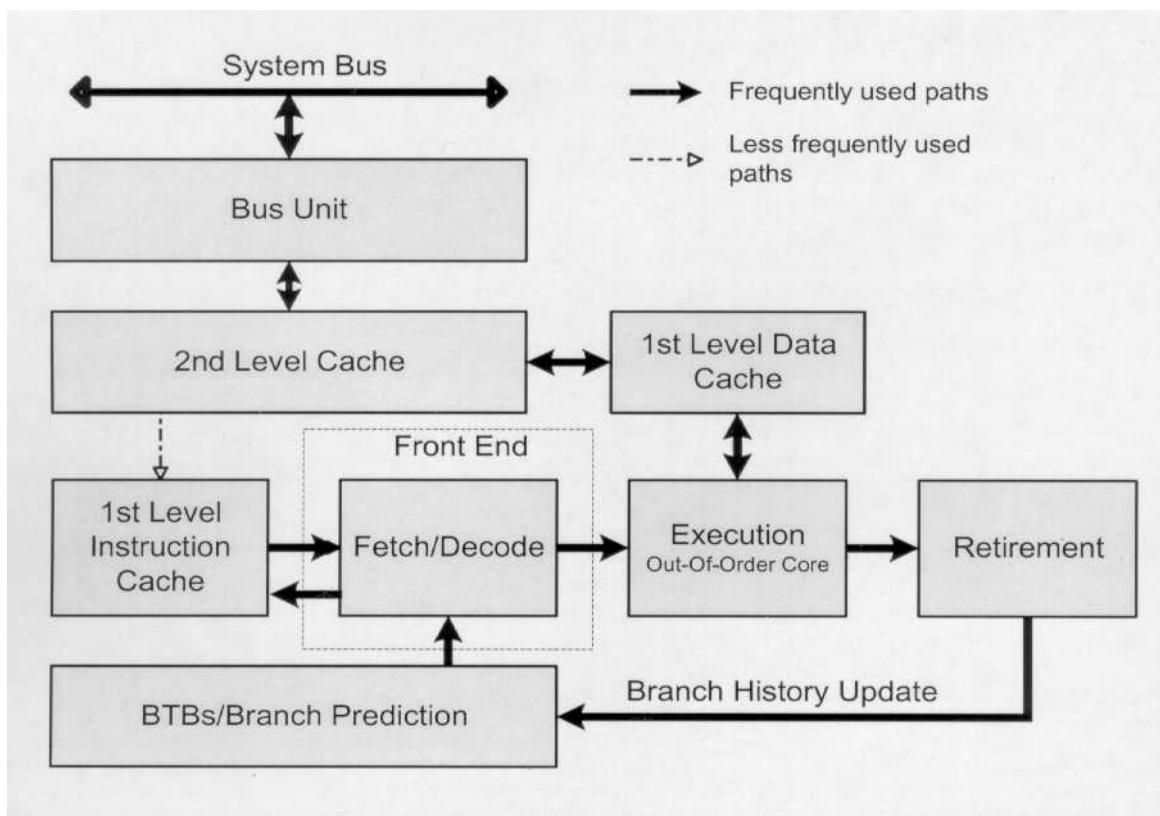 System Bus
Frequently used paths
Less frequently used
paths
Bus Unit
2nd Level Cache
1st Level Data
Cache
Front End
1st Level
Instruction
Cache
Fetch/Decode
Execution
Out-Of-Order Core
Retirement
BTBs/Branch Prediction
Branch History Update